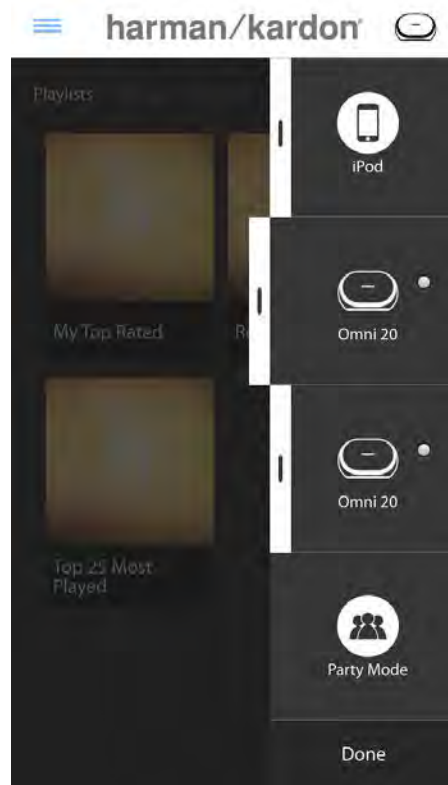 harman/kardon
Playlists
iPod
My Top Rated
Omni 20
Omni 20
Top 25 Most
Played
Party Mode
Done